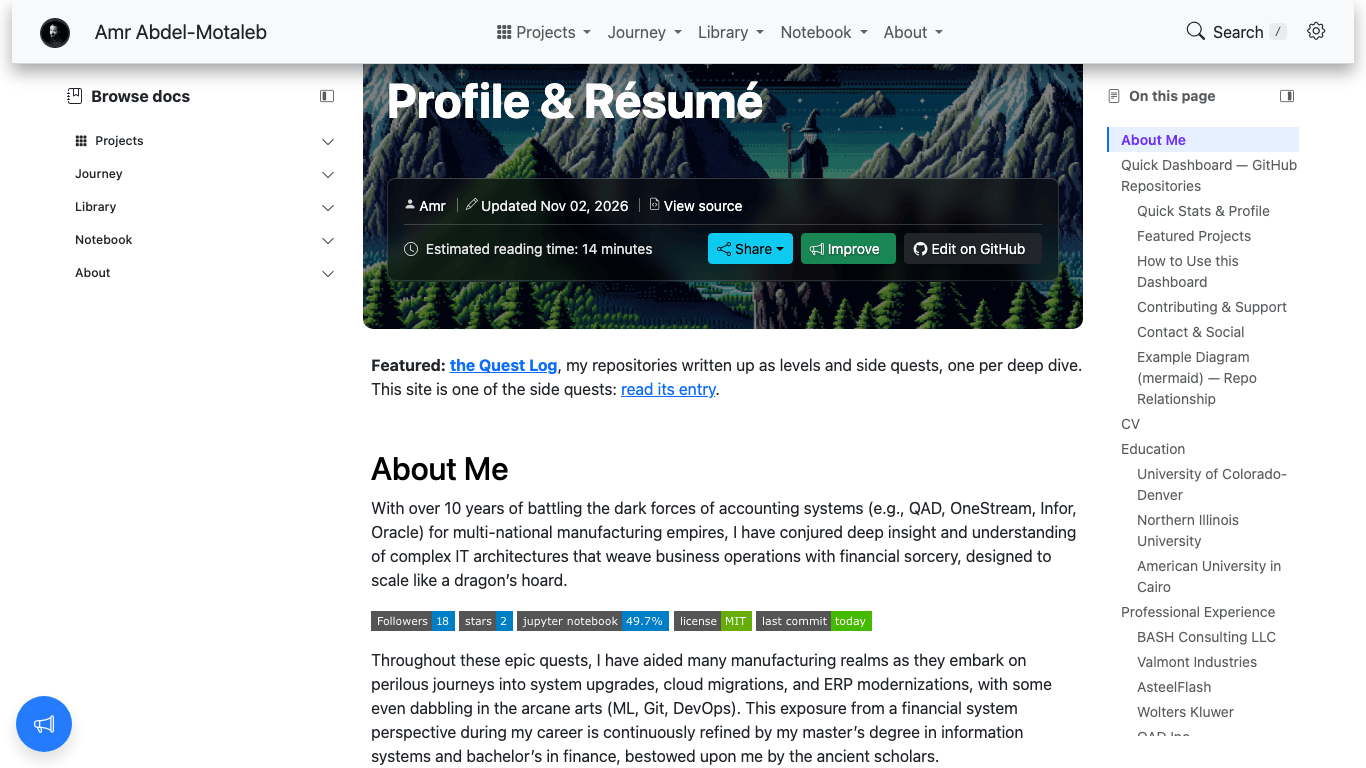 Amr Abdel-Motaleb
Projects
Journey
Library
Notebook
About
Search /
Browse docs
Projects
Journey
Library
Notebook
About
Profile & Résumé
Amr
Updated Nov 02, 2026
View source
Estimated reading time: 14 minutes
Share
Improve
Edit on GitHub
Featured: the Quest Log, my repositories written up as levels and side quests, one per deep dive.
This site is one of the side quests: read its entry.
About Me
With over 10 years of battling the dark forces of accounting systems (e.g., QAD, OneStream, Infor,
Oracle) for multi-national manufacturing empires, I have conjured deep insight and understanding
of complex IT architectures that weave business operations with financial sorcery, designed to
scale like a dragon’s hoard.
Followers 18
stars 2
jupyter notebook 49.7%
license MIT
last commit today
Throughout these epic quests, I have aided many manufacturing realms as they embark on
perilous journeys into system upgrades, cloud migrations, and ERP modernizations, with some
even dabbling in the arcane arts (ML, Git, DevOps). This exposure from a financial system
perspective during my career is continuously refined by my master’s degree in information
systems and bachelor’s in finance, bestowed upon me by the ancient scholars.
On this page
About Me
Quick Dashboard — GitHub
Repositories
Quick Stats & Profile
Featured Projects
How to Use this
Dashboard
Contributing & Support
Contact & Social
Example Diagram
(mermaid) — Repo
Relationship
CV
Education
University of Colorado-
Denver
Northern Illinois
University
American University in
Cairo
Professional Experience
BASH Consulting LLC
Valmont Industries
AsteelFlash
Wolters Kluwer